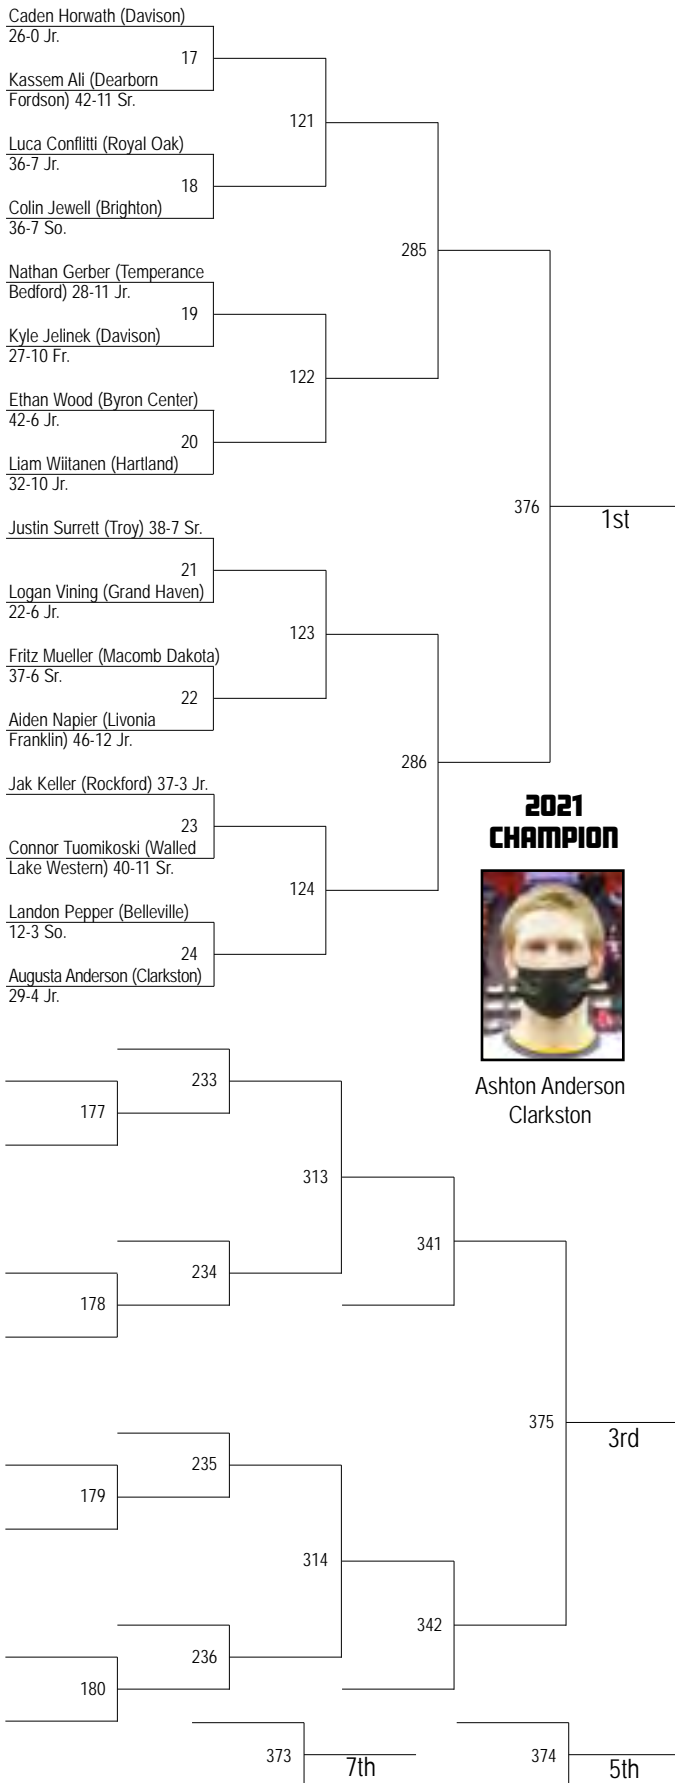 Caden Horwath (Davison)
26-0 Jr.
17
Kassem Ali (Dearborn
Fordson) 42-11 Sr.
121
Luca Conflitti (Royal Oak)
36-7 Jr.
18
Colin Jewell (Brighton)
36-7 So.
285
Nathan Gerber (Temperance
Bedford) 28-11 Jr.
19
Kyle Jelinek (Davison)
27-10 Fr.
122
Ethan Wood (Byron Center)
42-6 Jr.
20
Liam Wiitanen (Hartland)
32-10 Jr.
376
1st
Justin Surrett (Troy) 38-7 Sr.
21
Logan Vining (Grand Haven)
22-6 Jr.
123
Fritz Mueller (Macomb Dakota)
37-6 Sr.
22
Aiden Napier (Livonia
Franklin) 46-12 Jr.
286
Jak Keller (Rockford) 37-3 Jr.
23
Connor Tuomikoski (Walled
Lake Western) 40-11 Sr.
124
Landon Pepper (Belleville)
12-3 So.
24
Augusta Anderson (Clarkston)
29-4 Jr.
2021
CHAMPION
Ashton Anderson
Clarkston
233
177
313
341
234
178
375
3rd
235
179
314
342
236
180
373
7th
374
5th